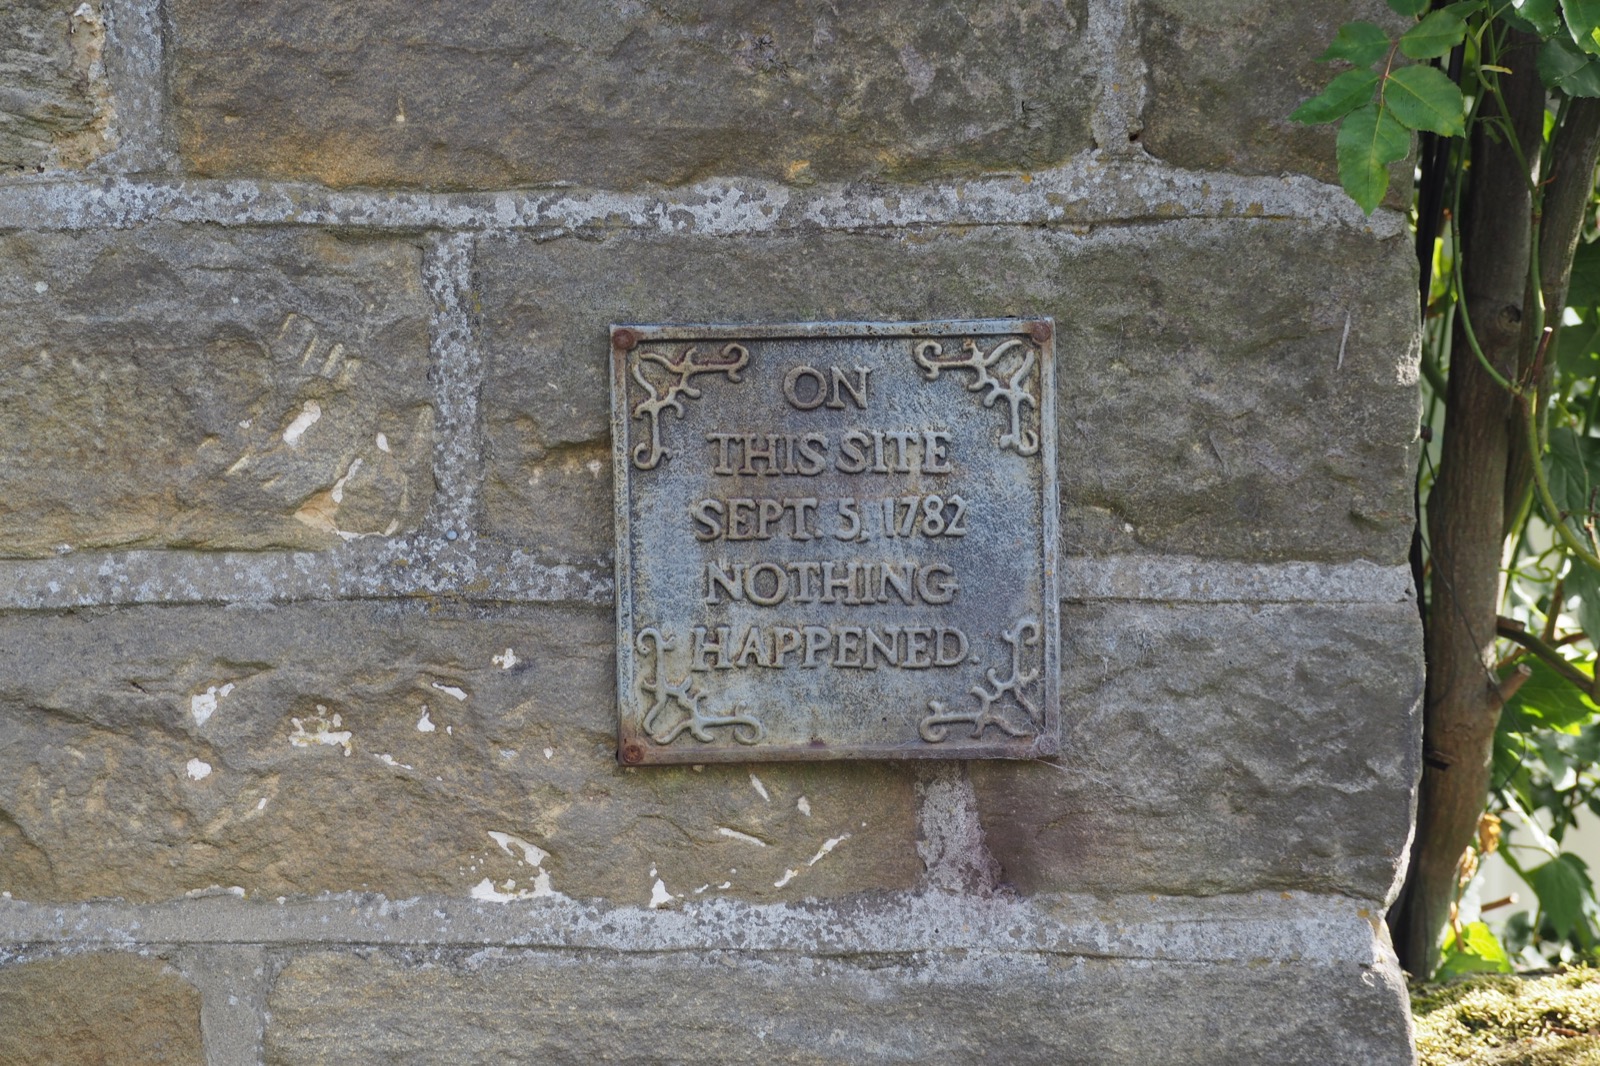 ON
THIS SITE
SEPT. 5, 1782
NOTHING
HAPPENED.